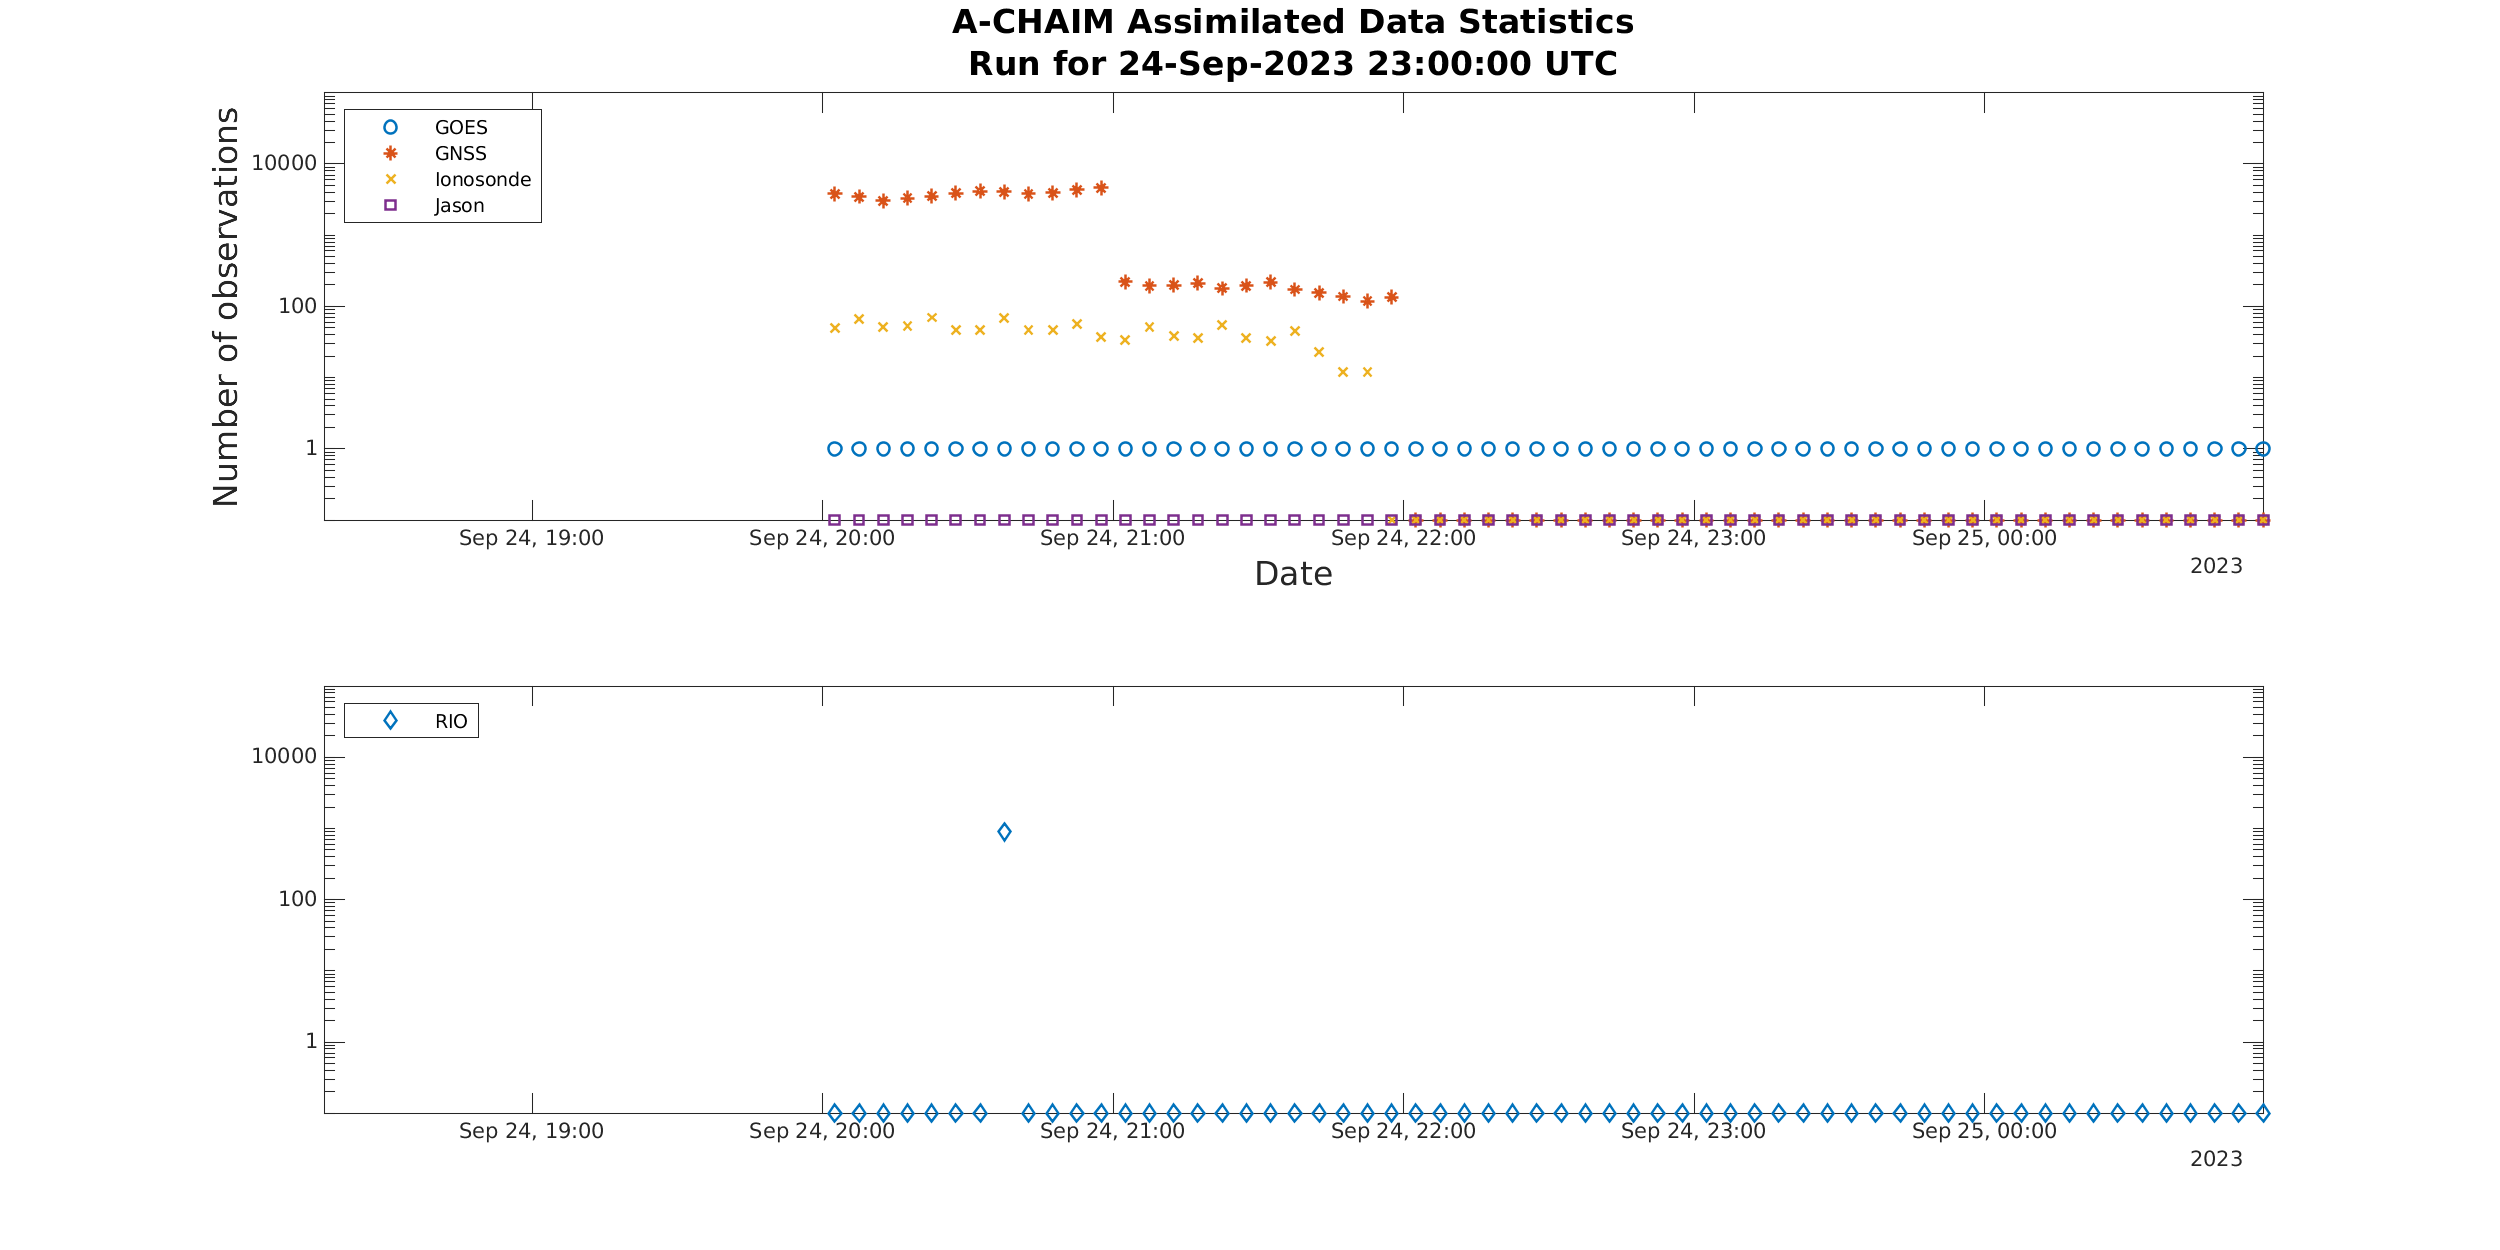 A-CHAIM Assimilated Data Statistics
Run for 24-Sep-2023 23:00:00 UTC
Number of observations
10000
100
1
GOES
GNSS
Ionosonde
Jason
Sep 24, 19:00
Sep 24, 20:00
Sep 24, 21:00
Sep 24, 22:00
Sep 24, 23:00
Sep 25, 00:00
2023
Date
10000
100
1
RIO
Sep 24, 19:00
Sep 24, 20:00
Sep 24, 21:00
Sep 24, 22:00
Sep 24, 23:00
Sep 25, 00:00
2023